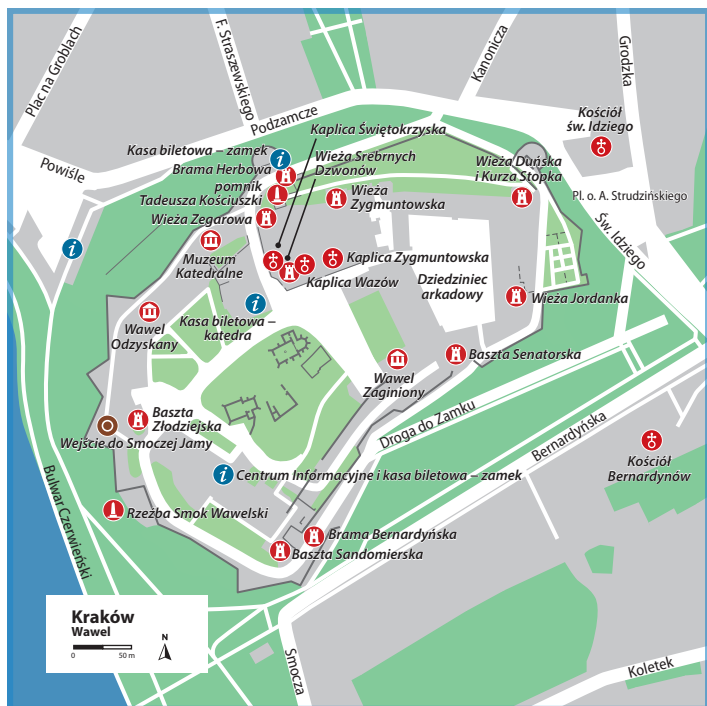 Plac na Groblach
F. Straszewskiego
Kanonicza
Grodzka
Podzamcze
Powiśle
Kaplica Świętokrzyska
Kościół
św. Idziego
Kasa biletowa – zamek
i
Brama Herbowa
Wieża Srebrnych
Dzwonów
Wieża Duńska
i Kurza Stopka
pomnik
Tadeusza Kościuszki
Wieża
Zygmuntowska
Pl. o. A. Strudzińskiego
Wieża Zegarowa
Św. Idziego
i
Muzeum
Katedralne
Kaplica Zygmuntowska
Kaplica Wazów
Dziedziniec
arkadowy
Wieża Jordanka
i
Kasa biletowa –
katedra
Wawel
Odzyskany
Wawel
Zaginiony
Baszta Senatorska
Baszta
Złodziejska
Wejście do Smoczej Jamy
Droga do Zamku
Bernardyńska
Kościół
Bernardynów
i
Centrum Informacyjne i kasa biletowa – zamek
Bulwar Czerwieński
Rzeźba Smok Wawelski
Brama Bernardyńska
Baszta Sandomierska
Kraków
Wawel
N
0 50 m
Smocza
Koletek